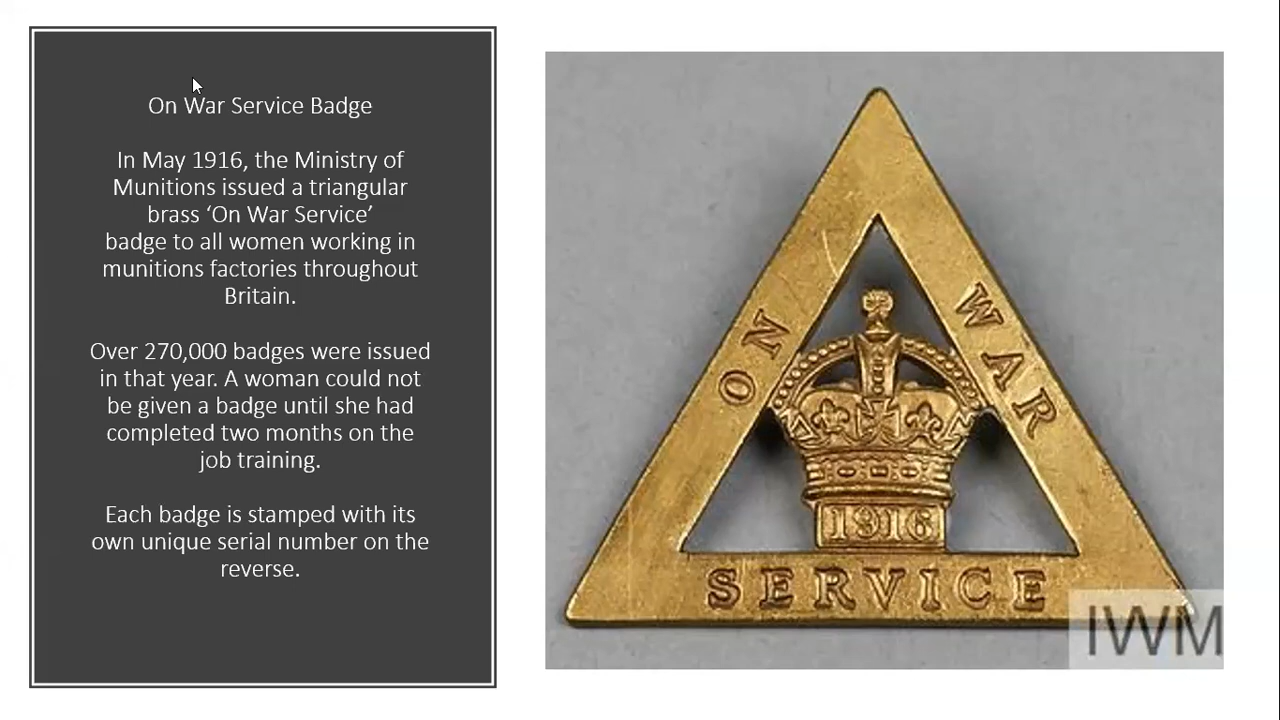 On War Service Badge
In May 1916, the Ministry of
Munitions issued a triangular
brass ‘On War Service’
badge to all women working in
munitions factories throughout
Britain.
Over 270,000 badges were issued
in that year. A woman could not
be given a badge until she had
completed two months on the
job training.
Each badge is stamped with its
own unique serial number on the
reverse.
ON
WAR
1916
SERVICE
IWM